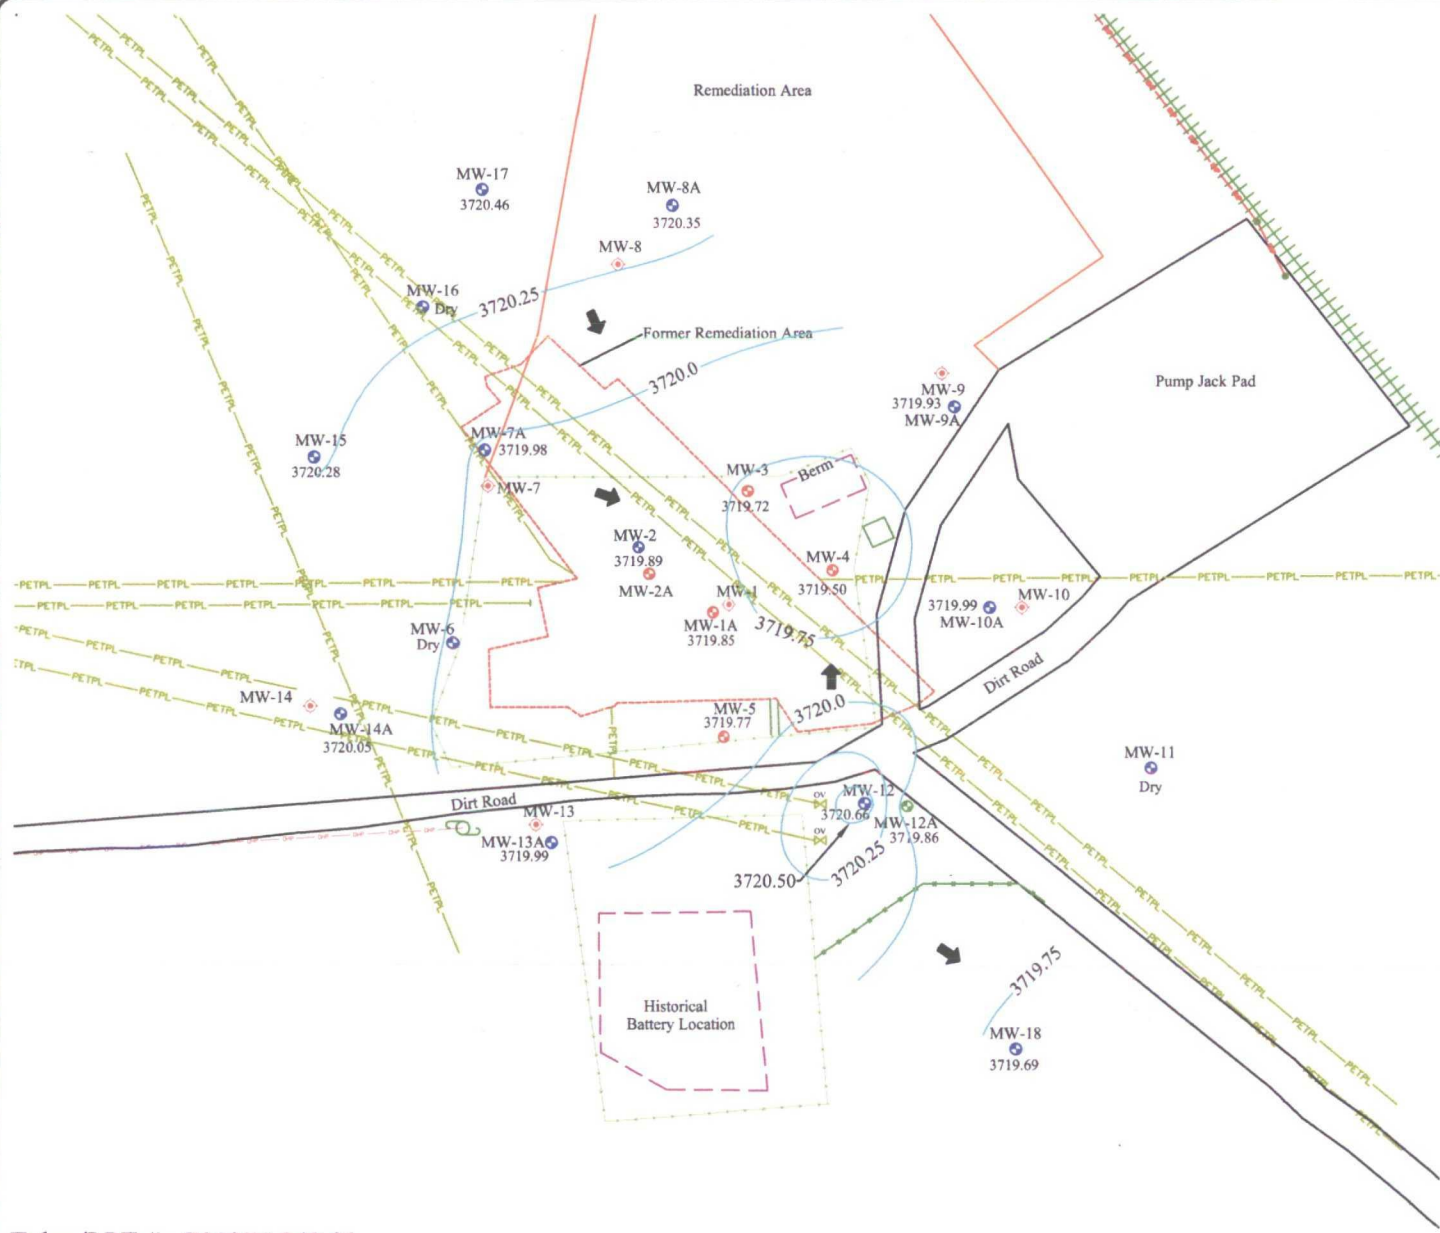 Remediation Area
MW-17
3720.46
MW-8A
3720.35
MW-8
MW-16
Dry
3720.25
Former Remediation Area
3720.0
Pump Jack Pad
MW-9
3719.93
MW-9A
MW-7A
3719.98
MW-15
3720.28
MW-7
MW-3
3719.72
Berm
MW-2
3719.89
MW-2A
MW-4
3719.50
MW-1
MW-1A
3719.85
3719.75
MW-10
3719.99
MW-10A
MW-6
Dry
Dirt Road
MW-14
MW-14A
3720.05
MW-5
3719.77
3720.0
MW-11
Dry
Dirt Road
MW-12
3720.66
MW-12A
3719.86
OV
OV
MW-13
MW-13A
3719.99
3720.50
3720.25
3719.75
Historical
Battery Location
MW-18
3719.69
PETPL